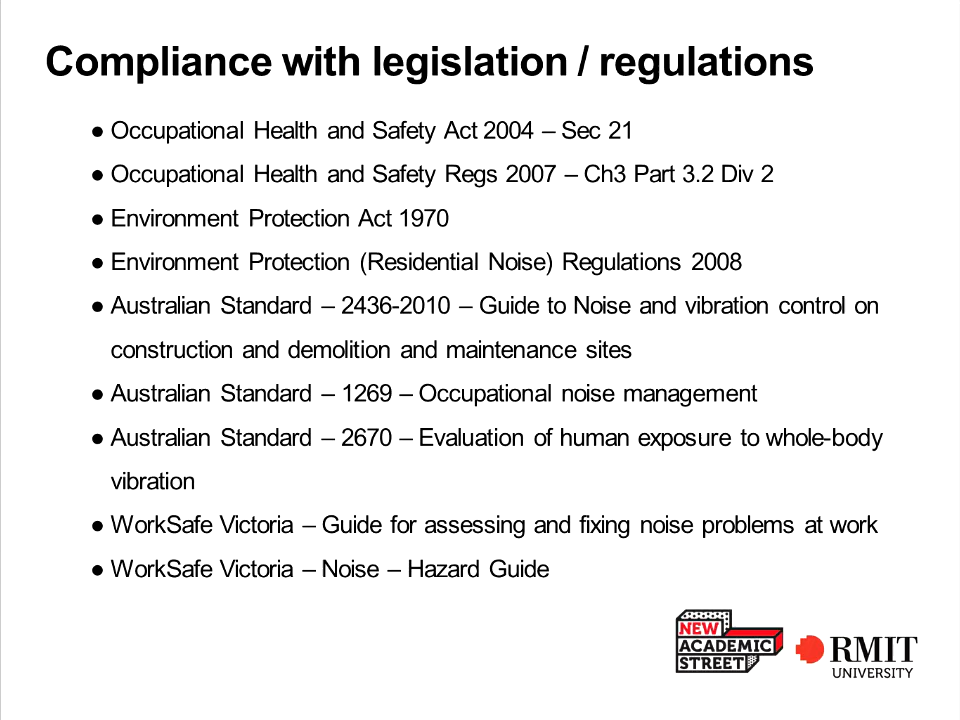 Compliance with legislation / regulations
● Occupational Health and Safety Act 2004 – Sec 21
● Occupational Health and Safety Regs 2007 – Ch3 Part 3.2 Div 2
● Environment Protection Act 1970
● Environment Protection (Residential Noise) Regulations 2008
● Australian Standard – 2436-2010 – Guide to Noise and vibration control on
construction and demolition and maintenance sites
● Australian Standard – 1269 – Occupational noise management
● Australian Standard – 2670 – Evaluation of human exposure to whole-body
vibration
● WorkSafe Victoria – Guide for assessing and fixing noise problems at work
● WorkSafe Victoria – Noise – Hazard Guide
NEW
ACADEMIC
STREET
RMIT
UNIVERSITY